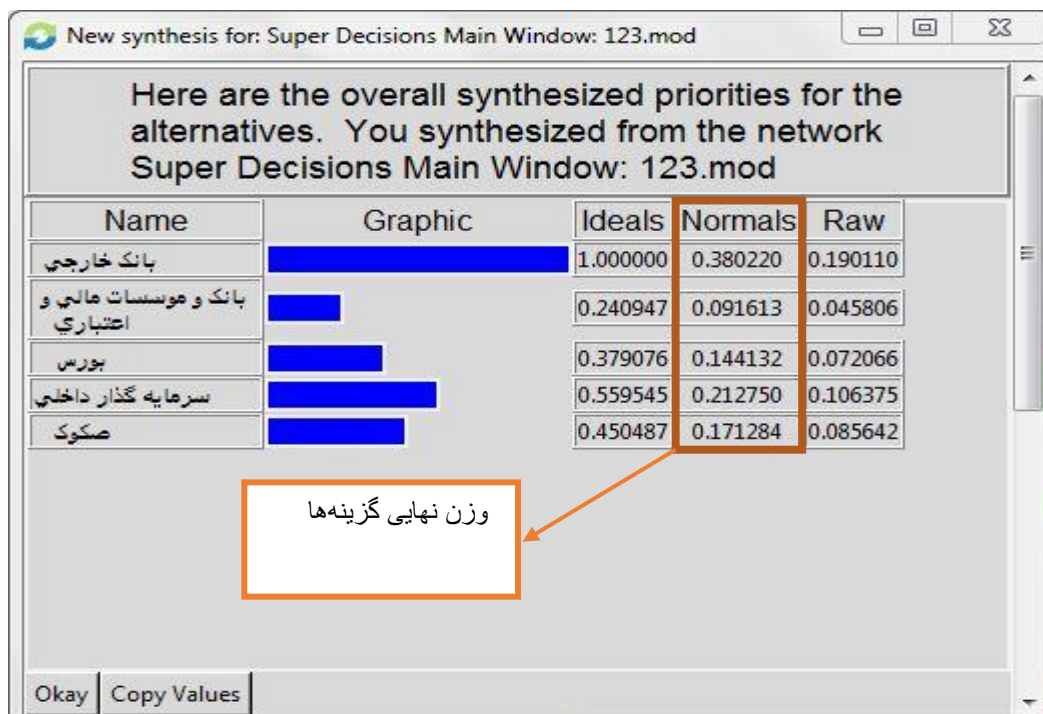 New synthesis for: Super Decisions Main Window: 123.mod
Here are the overall synthesized priorities for the
alternatives. You synthesized from the network
Super Decisions Main Window: 123.mod
Name Graphic Ideals Normals Raw
بانک خارجي 1.000000 0.380220 0.190110
بانک و موسسات مالي و
اعتباري 0.240947 0.091613 0.045806
بورس 0.379076 0.144132 0.072066
سرمايه گذار داخلي 0.559545 0.212750 0.106375
صکوک 0.450487 0.171284 0.085642
وزن نهایی گزینه‌ها
Okay Copy Values